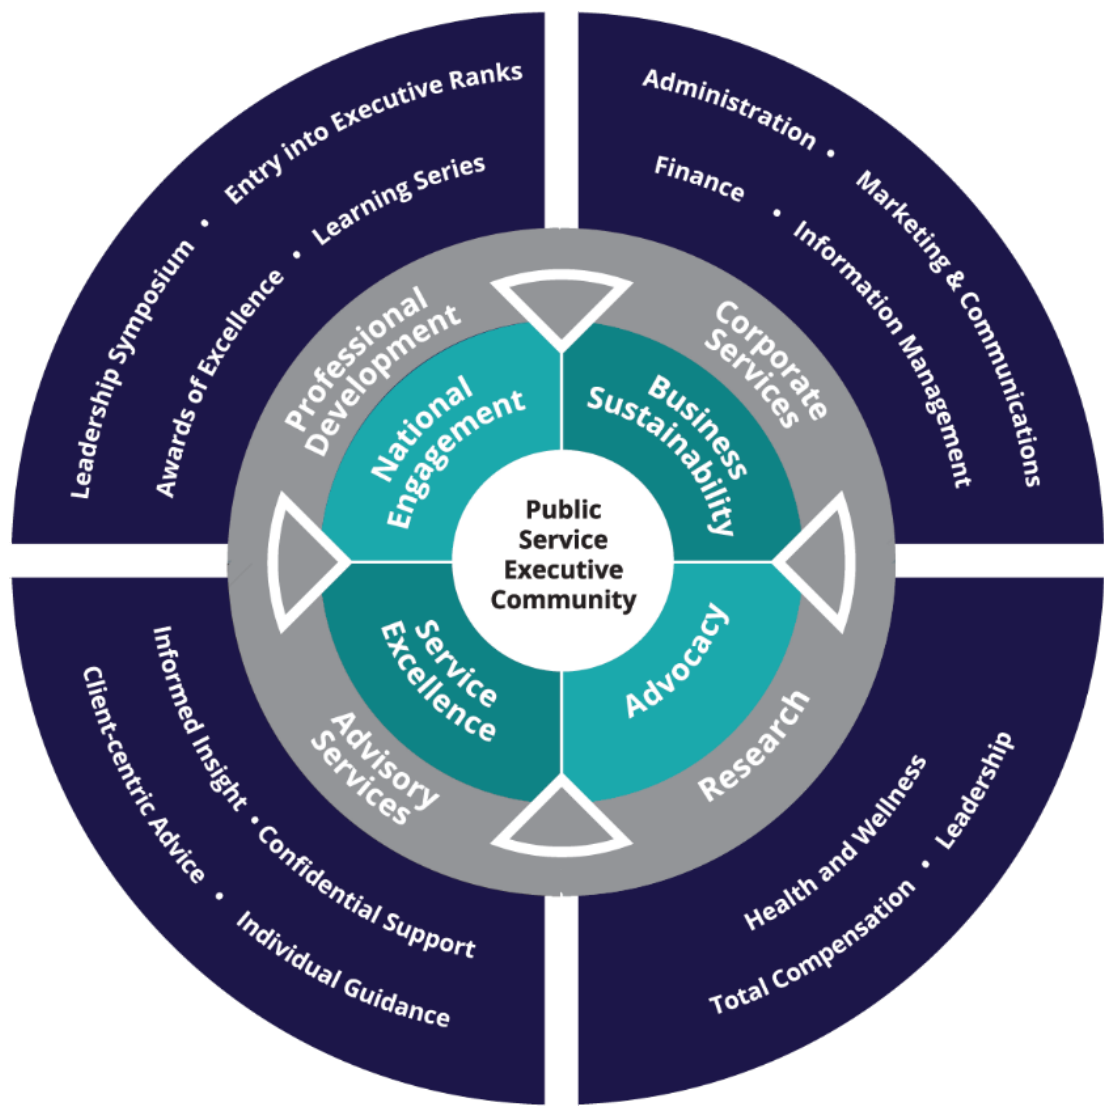 Entry into Executive Ranks
Leadership Symposium •
Learning Series
Awards of Excellence •
Administration •
Marketing & Communications
Finance •
Information Management
Professional
Development
Corporate
Services
National
Engagement
Business
Sustainability
Public
Service
Executive
Community
Service
Excellence
Advocacy
Advisory
Services
Research
Informed Insight • Confidential Support
Client-centric Advice • Individual Guidance
Health and Wellness
Total Compensation • Leadership